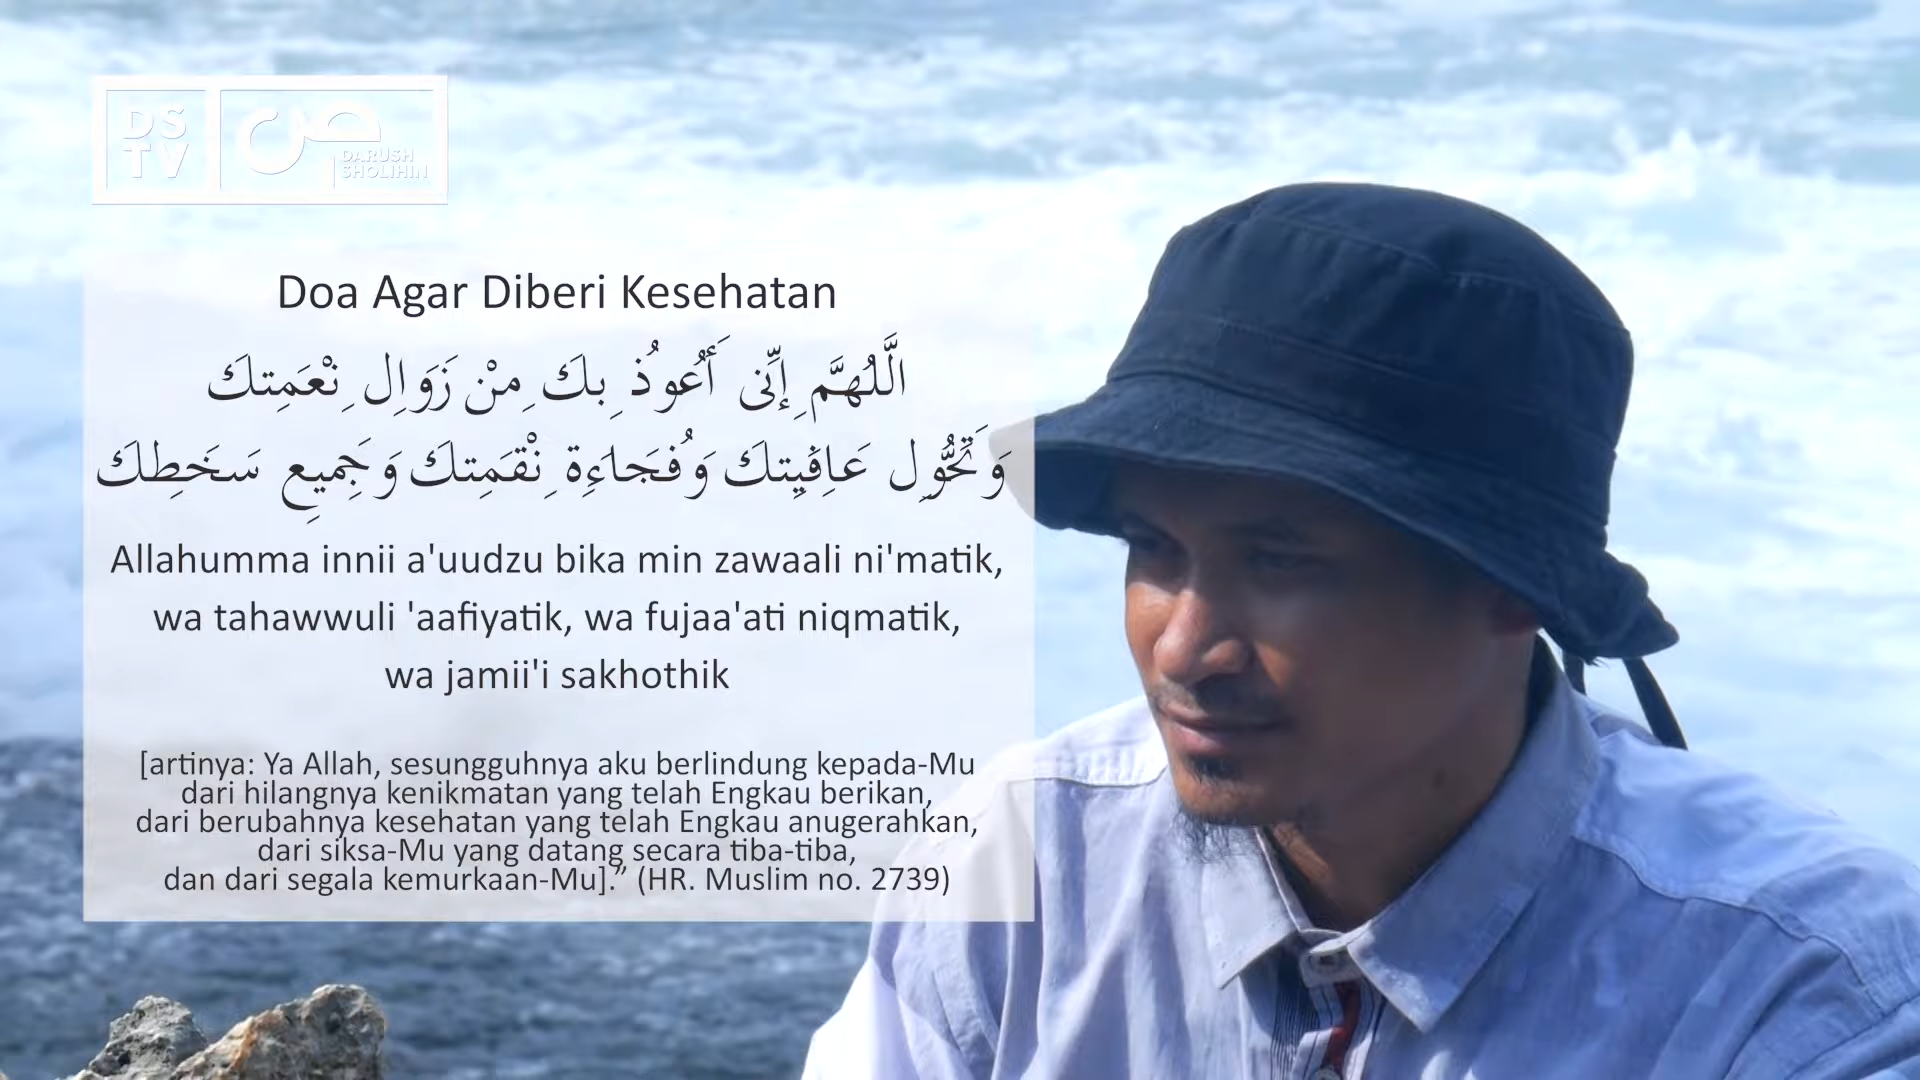 DS
TV
ص
DARUSH
SHOLIHIN
Doa Agar Diberi Kesehatan
الَّلهُمَّ إِنِّى أَعُوذُ بِكَ مِنْ زَوَالِ نِعْمَتِكَ
وَتَحَوُّلِ عَافِيَتِكَ وَفُجَاءَةِ نِقْمَتِكَ وَجَمِيعِ سَخَطِكَ
Allahumma innii a'uudzu bika min zawaali ni'matik,
wa tahawwuli 'aafiyatik, wa fujaa'ati niqmatik,
wa jamii'i sakhothik
[artinya: Ya Allah, sesungguhnya aku berlindung kepada-Mu
dari hilangnya kenikmatan yang telah Engkau berikan,
dari berubahnya kesehatan yang telah Engkau anugerahkan,
dari siksa-Mu yang datang secara tiba-tiba,
dan dari segala kemurkaan-Mu].” (HR. Muslim no. 2739)